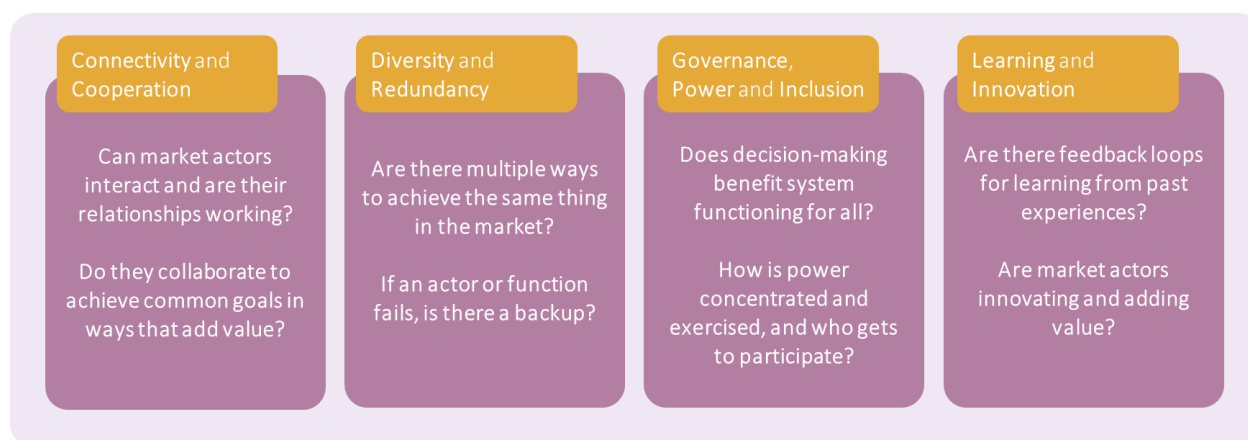 Connectivity and
Cooperation
Can market actors
interact and are their
relationships working?
Do they collaborate to
achieve common goals in
ways that add value?
Diversity and
Redundancy
Are there multiple ways
to achieve the same thing
in the market?
If an actor or function
fails, is there a backup?
Governance,
Power and Inclusion
Does decision-making
benefit system
functioning for all?
How is power
concentrated and
exercised, and who gets
to participate?
Learning and
Innovation
Are there feedback loops
for learning from past
experiences?
Are market actors
innovating and adding
value?